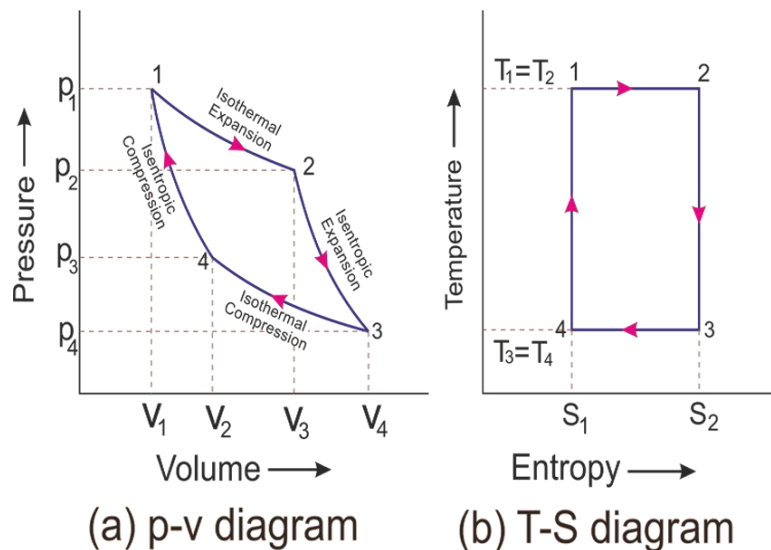 1
p1
Isothermal
Expansion
Isentropic
Compression
p2
2
Pressure
Isentropic
Expansion
p3
4
Isothermal
Compression
p4
3
V1 V2 V3 V4
Volume
(a) p-v diagram
T1=T2
1
2
Temperature
4
3
T3=T4
S1 S2
Entropy
(b) T-S diagram